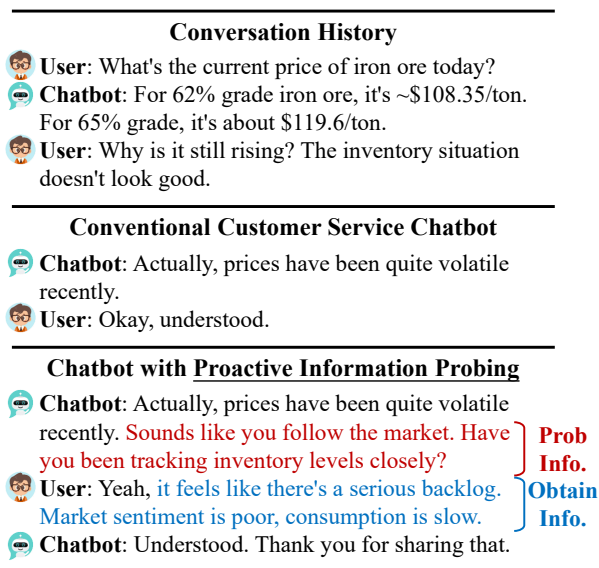 Conversation History
User: What's the current price of iron ore today?
Chatbot: For 62% grade iron ore, it's ~$108.35/ton.
For 65% grade, it's about $119.6/ton.
User: Why is it still rising? The inventory situation
doesn't look good.
Conventional Customer Service Chatbot
Chatbot: Actually, prices have been quite volatile
recently.
User: Okay, understood.
Chatbot with Proactive Information Probing
Chatbot: Actually, prices have been quite volatile
recently. Sounds like you follow the market. Have
you been tracking inventory levels closely?
Prob
Info.
User: Yeah, it feels like there's a serious backlog.
Market sentiment is poor, consumption is slow.
Obtain
Info.
Chatbot: Understood. Thank you for sharing that.